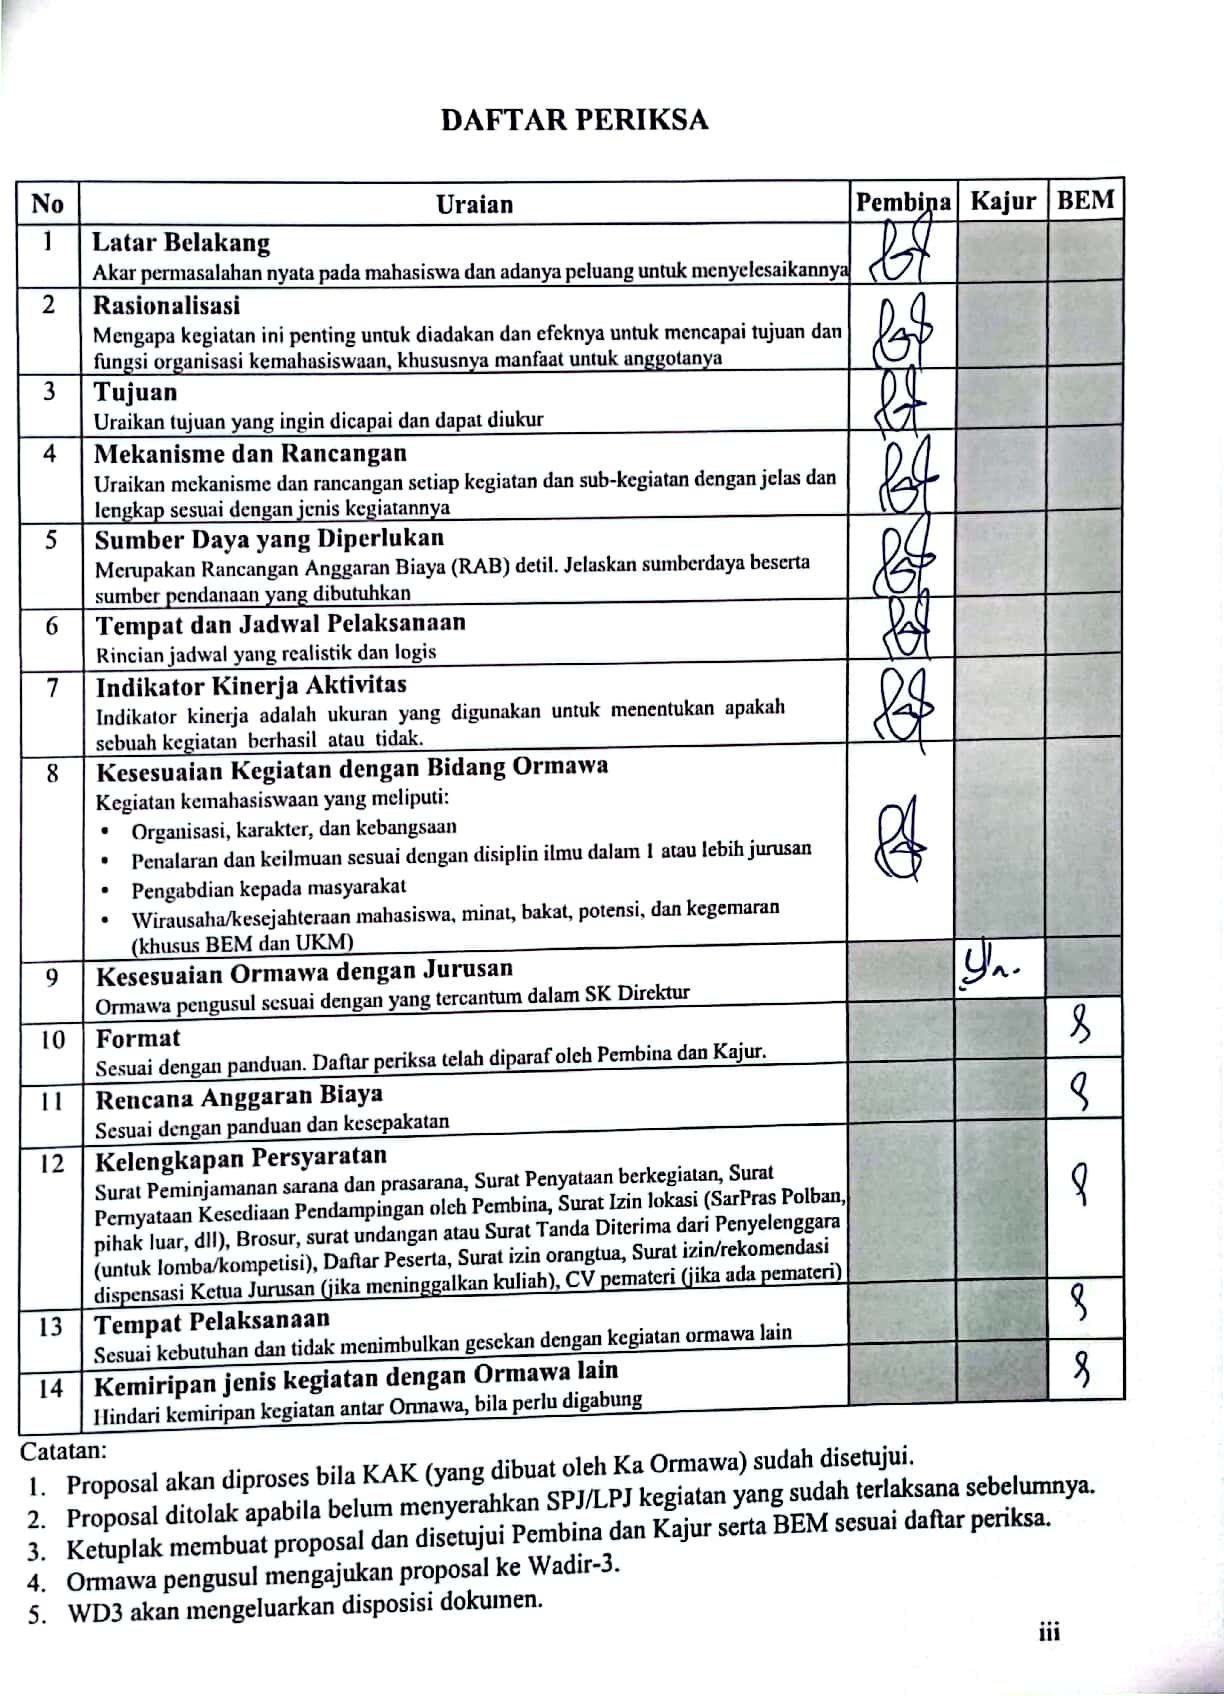 DAFTAR PERIKSA
No Uraian Pembina Kajur BEM
1 Latar Belakang
Akar permasalahan nyata pada mahasiswa dan adanya peluang untuk menyelesaikannya
2 Rasionalisasi
Mengapa kegiatan ini penting untuk diadakan dan efeknya untuk mencapai tujuan dan
fungsi organisasi kemahasiswaan, khususnya manfaat untuk anggotanya
3 Tujuan
Uraikan tujuan yang ingin dicapai dan dapat diukur
4 Mekanisme dan Rancangan
Uraikan mekanisme dan rancangan setiap kegiatan dan sub-kegiatan dengan jelas dan
lengkap sesuai dengan jenis kegiatannya
5 Sumber Daya yang Diperlukan
Merupakan Rancangan Anggaran Biaya (RAB) detil. Jelaskan sumberdaya beserta
sumber pendanaan yang dibutuhkan
6 Tempat dan Jadwal Pelaksanaan
Rincian jadwal yang realistik dan logis
7 Indikator Kinerja Aktivitas
Indikator kinerja adalah ukuran yang digunakan untuk menentukan apakah
sebuah kegiatan berhasil atau tidak.
8 Kesesuaian Kegiatan dengan Bidang Ormawa
Kegiatan kemahasiswaan yang meliputi:
• Organisasi, karakter, dan kebangsaan
• Penalaran dan keilmuan sesuai dengan disiplin ilmu dalam 1 atau lebih jurusan
• Pengabdian kepada masyarakat
• Wirausaha/kesejahteraan mahasiswa, minat, bakat, potensi, dan kegemaran
(khusus BEM dan UKM)
9 Kesesuaian Ormawa dengan Jurusan
Ormawa pengusul sesuai dengan yang tercantum dalam SK Direktur
10 Format
Sesuai dengan panduan. Daftar periksa telah diparaf oleh Pembina dan Kajur.
11 Rencana Anggaran Biaya
Sesuai dengan panduan dan kesepakatan
12 Kelengkapan Persyaratan
Surat Peminjamanan sarana dan prasarana, Surat Penyataan berkegiatan, Surat
Pernyataan Kesediaan Pendampingan oleh Pembina, Surat Izin lokasi (SarPras Polban,
pihak luar, dll), Brosur, surat undangan atau Surat Tanda Diterima dari Penyelenggara
(untuk lomba/kompetisi), Daftar Peserta, Surat izin orangtua, Surat izin/rekomendasi
dispensasi Ketua Jurusan (jika meninggalkan kuliah), CV pemateri (jika ada pemateri)
13 Tempat Pelaksanaan
Sesuai kebutuhan dan tidak menimbulkan gesekan dengan kegiatan ormawa lain
14 Kemiripan jenis kegiatan dengan Ormawa lain
Hindari kemiripan kegiatan antar Ormawa, bila perlu digabung
Catatan:
1. Proposal akan diproses bila KAK (yang dibuat oleh Ka Ormawa) sudah disetujui.
2. Proposal ditolak apabila belum menyerahkan SPJ/LPJ kegiatan yang sudah terlaksana sebelumnya.
3. Ketuplak membuat proposal dan disetujui Pembina dan Kajur serta BEM sesuai daftar periksa.
4. Ormawa pengusul mengajukan proposal ke Wadir-3.
5. WD3 akan mengeluarkan disposisi dokumen.
iii